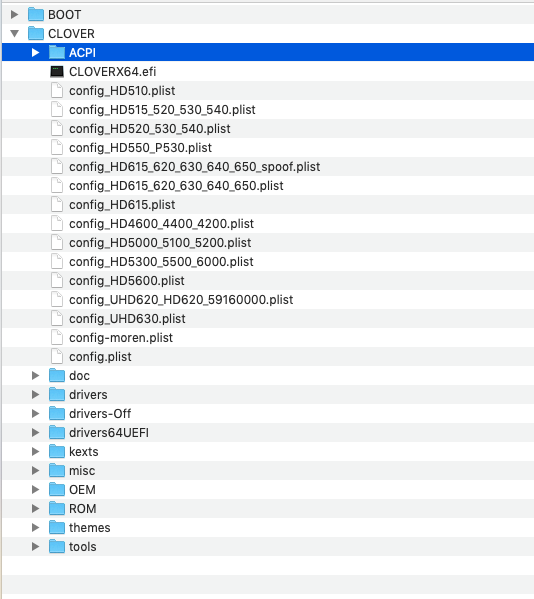 BOOT
CLOVER
ACPI
CLOVERX64.efi
config_HD510.plist
config_HD515_520_530_540.plist
config_HD520_530_540.plist
config_HD550_P530.plist
config_HD615_620_630_640_650_spoof.plist
config_HD615_620_630_640_650.plist
config_HD615.plist
config_HD4600_4400_4200.plist
config_HD5000_5100_5200.plist
config_HD5300_5500_6000.plist
config_HD5600.plist
config_UHD620_HD620_59160000.plist
config_UHD630.plist
config-moren.plist
config.plist
doc
drivers
drivers-Off
drivers64UEFI
kexts
misc
OEM
ROM
themes
tools